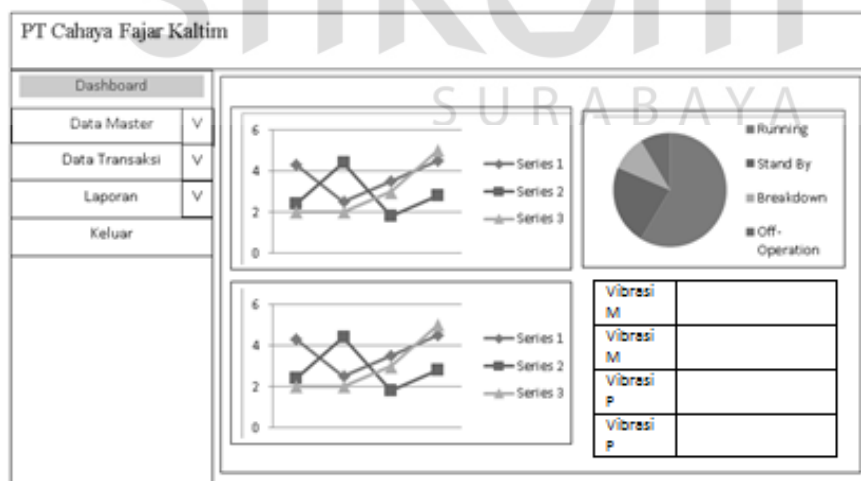 PT Cahaya Fajar Kaltim
SURABAYA
Dashboard
Data Master V
Data Transaksi V
Laporan V
Keluar
6
4
2
0
Series 1
Series 2
Series 3
Running
Stand By
Breakdown
Off-
Operation
6
4
2
0
Series 1
Series 2
Series 3
Vibrasi
M
Vibrasi
M
Vibrasi
P
Vibrasi
P